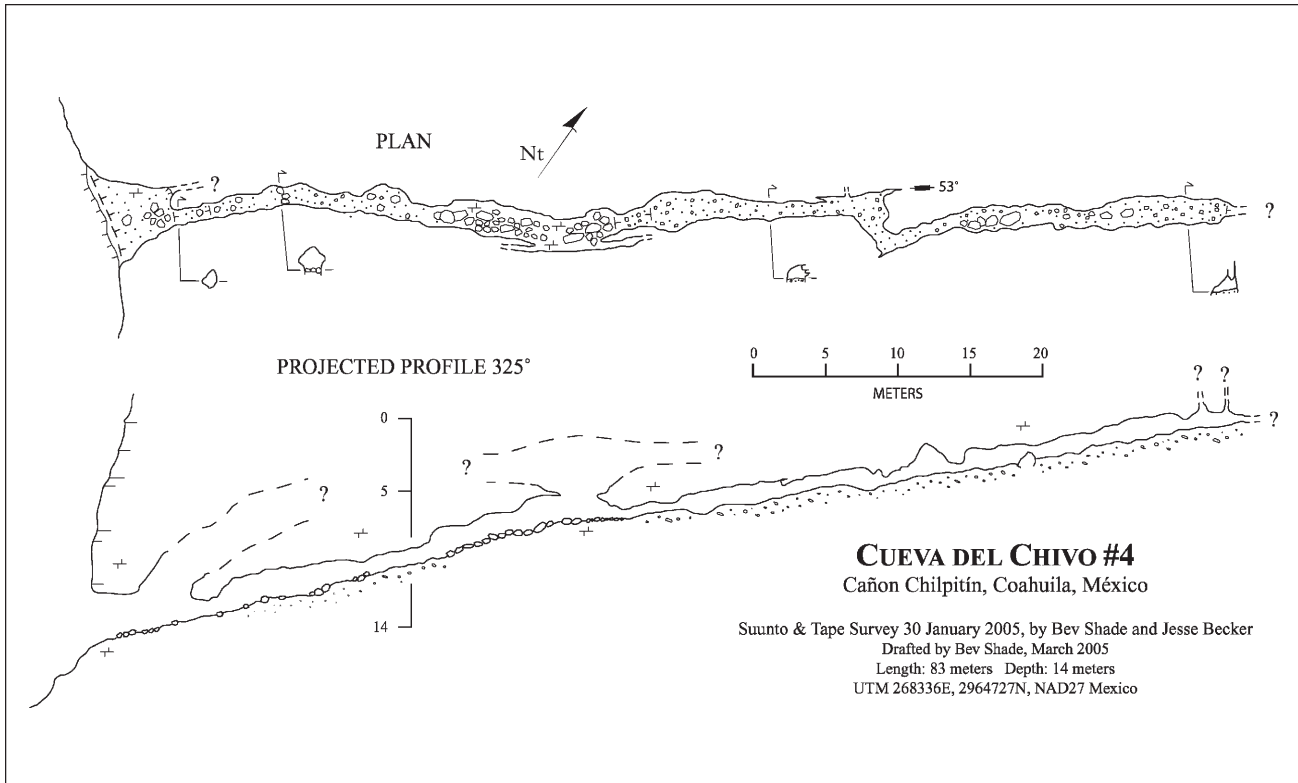 PLAN
Nt
?
53°
?
PROJECTED PROFILE 325°
0 5 10 15 20
METERS
? ?
?
0
5
14
?
?
?
CUEVA DEL CHIVO #4
Cañon Chilpitín, Coahuila, México
Suunto & Tape Survey 30 January 2005, by Bev Shade and Jesse Becker
Drafted by Bev Shade, March 2005
Length: 83 meters Depth: 14 meters
UTM 268336E, 2964727N, NAD27 Mexico